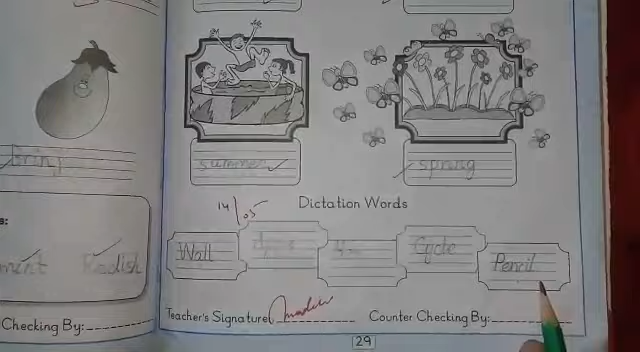 bring
summer
spring
s:
ment Radish
Dictation Words
14/05
Wall
Cycle
Pencil
Checking By:
Teacher's Signature:
Counter Checking By:
29